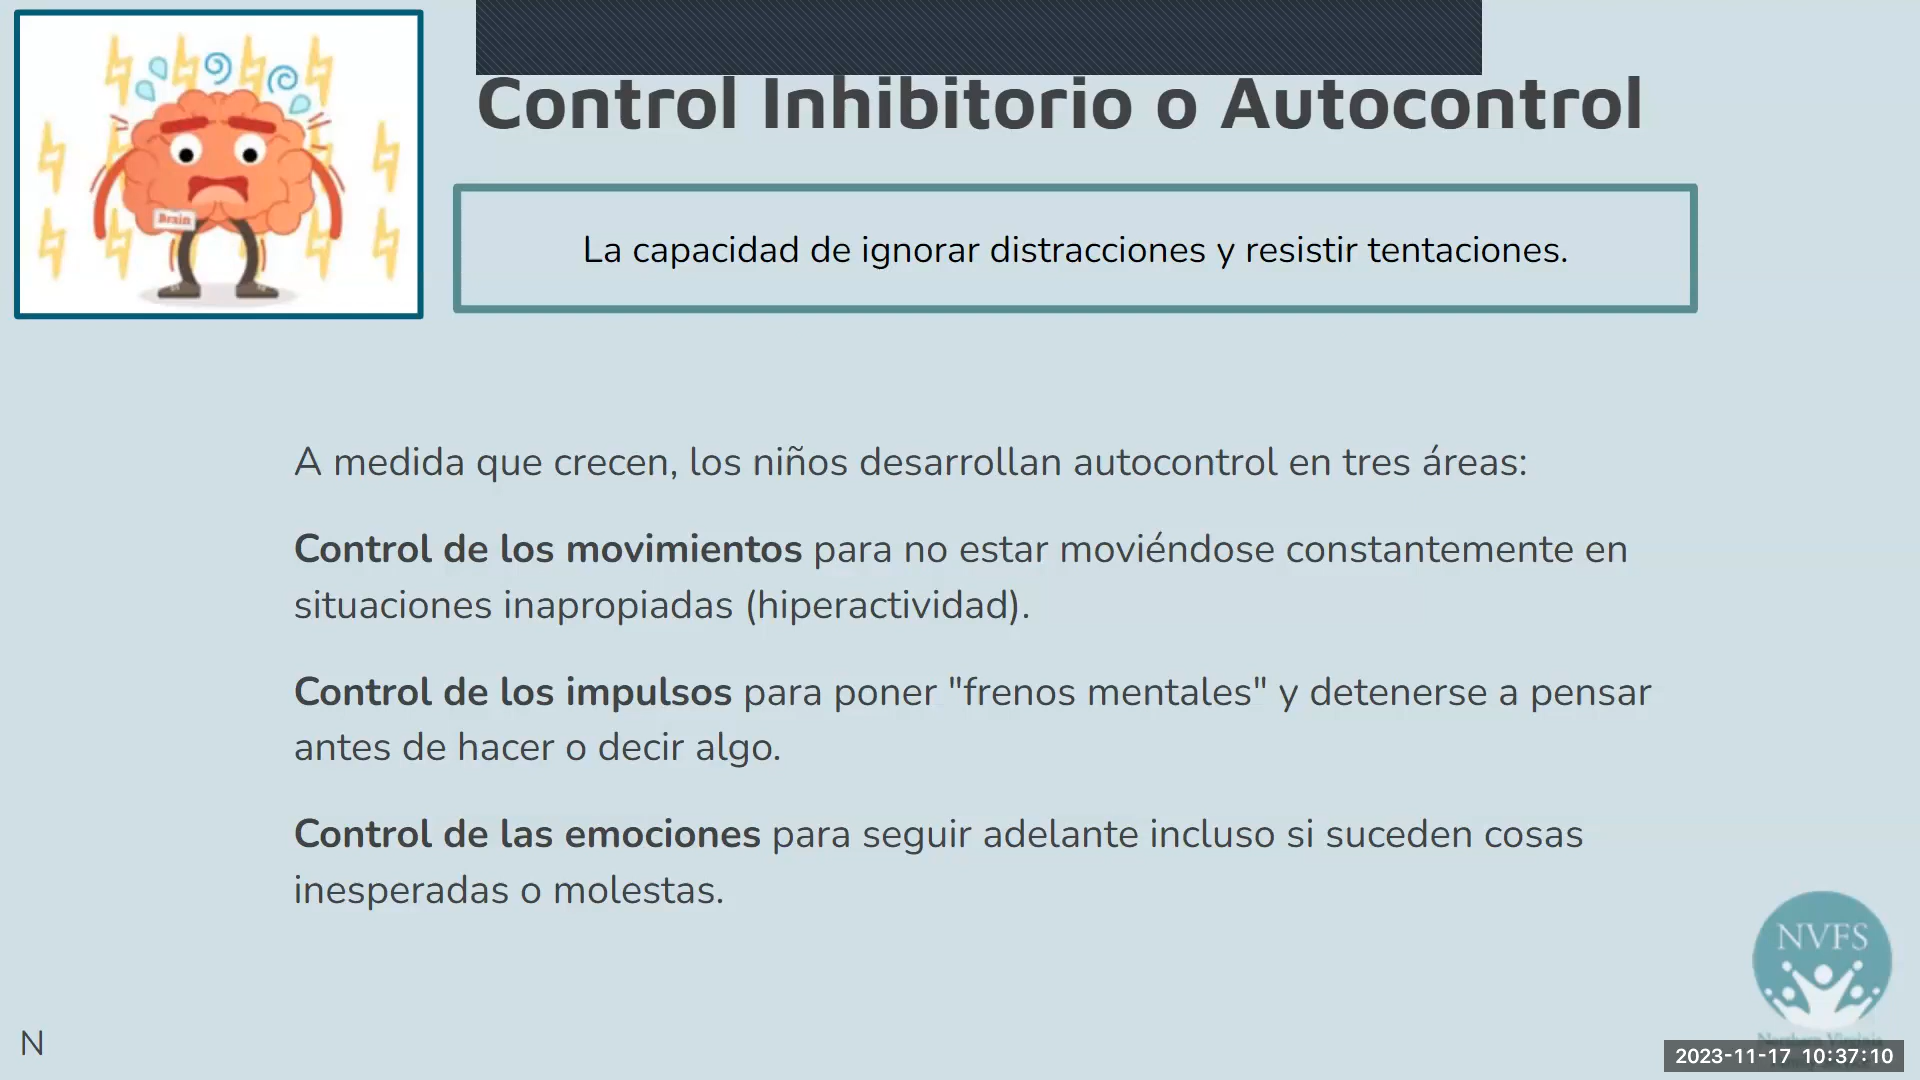 Control Inhibitorio o Autocontrol
Brain
La capacidad de ignorar distracciones y resistir tentaciones.
A medida que crecen, los niños desarrollan autocontrol en tres áreas:
Control de los movimientos para no estar moviéndose constantemente en
situaciones inapropiadas (hiperactividad).
Control de los impulsos para poner "frenos mentales" y detenerse a pensar
antes de hacer o decir algo.
Control de las emociones para seguir adelante incluso si suceden cosas
inesperadas o molestas.
NVFS
Northern Virginia
N
2023-11-17 10:37:10